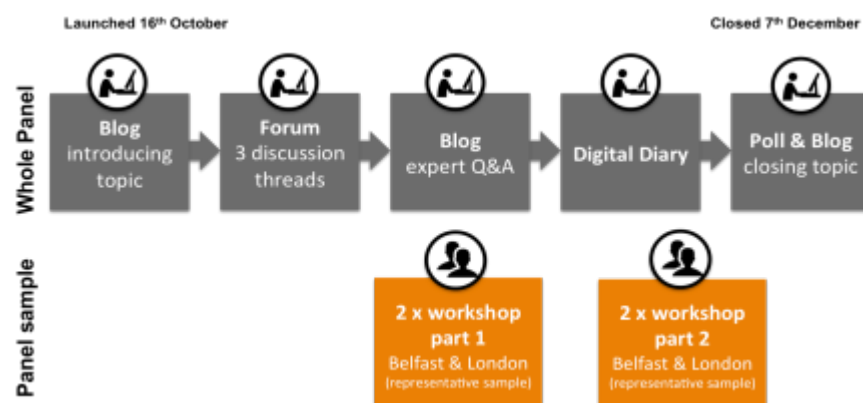 Launched 16th October
Closed 7th December
Whole Panel
Blog
introducing
topic
Forum
3 discussion
threads
Blog
expert Q&A
Digital Diary
Poll & Blog
closing topic
Panel sample
2 x workshop
part 1
Belfast & London
(representative sample)
2 x workshop
part 2
Belfast & London
(representative sample)